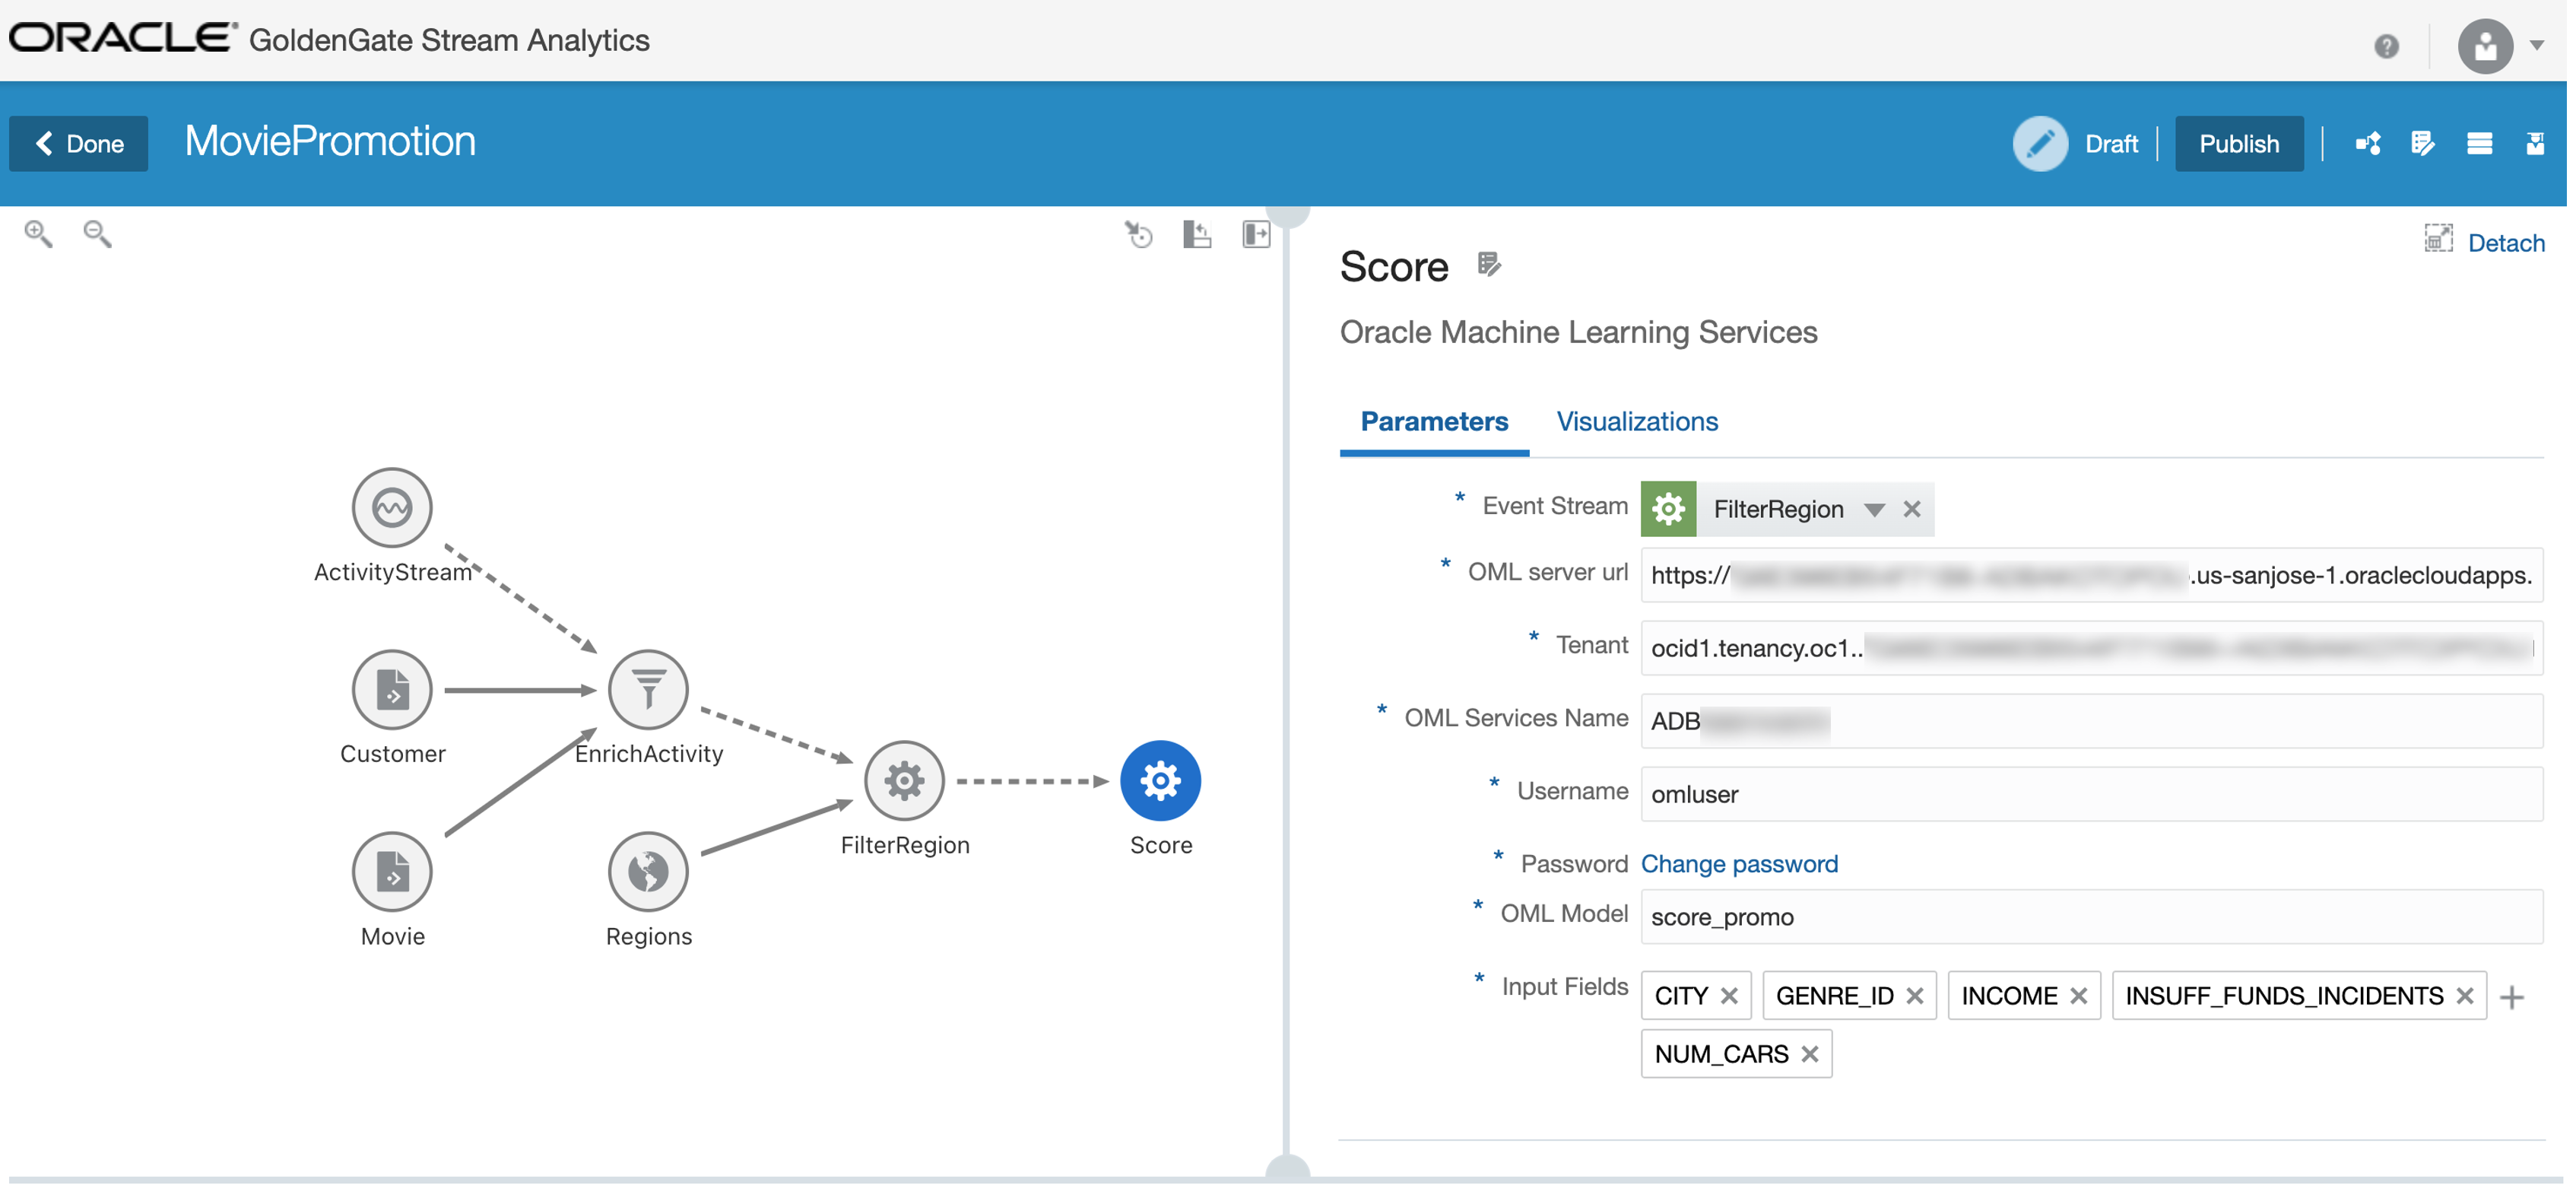 ORACLE® GoldenGate Stream Analytics
Done MoviePromotion Draft Publish
Detach
Score
Oracle Machine Learning Services
Parameters Visualizations
* Event Stream FilterRegion
* OML server url https:// .us-sanjose-1.oraclecloudapps.
* Tenant ocid1.tenancy.oc1..
* OML Services Name ADB
* Username omluser
* Password Change password
* OML Model score_promo
* Input Fields CITY GENRE_ID INCOME INSUFF_FUNDS_INCIDENTS
NUM_CARS
ActivityStream
Customer
EnrichActivity
FilterRegion
Score
Movie
Regions